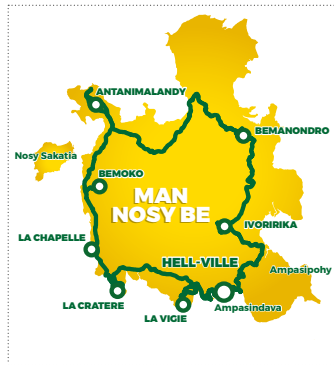 ANTANIMALANDY
BEMANONDRO
Nosy Sakatia
BEMOKO
MAN
NOSY BE
IVORIRIKA
LA CHAPELLE
HELL-VILLE
Ampasipohy
LA CRATERE
LA VIGIE
Ampasindava